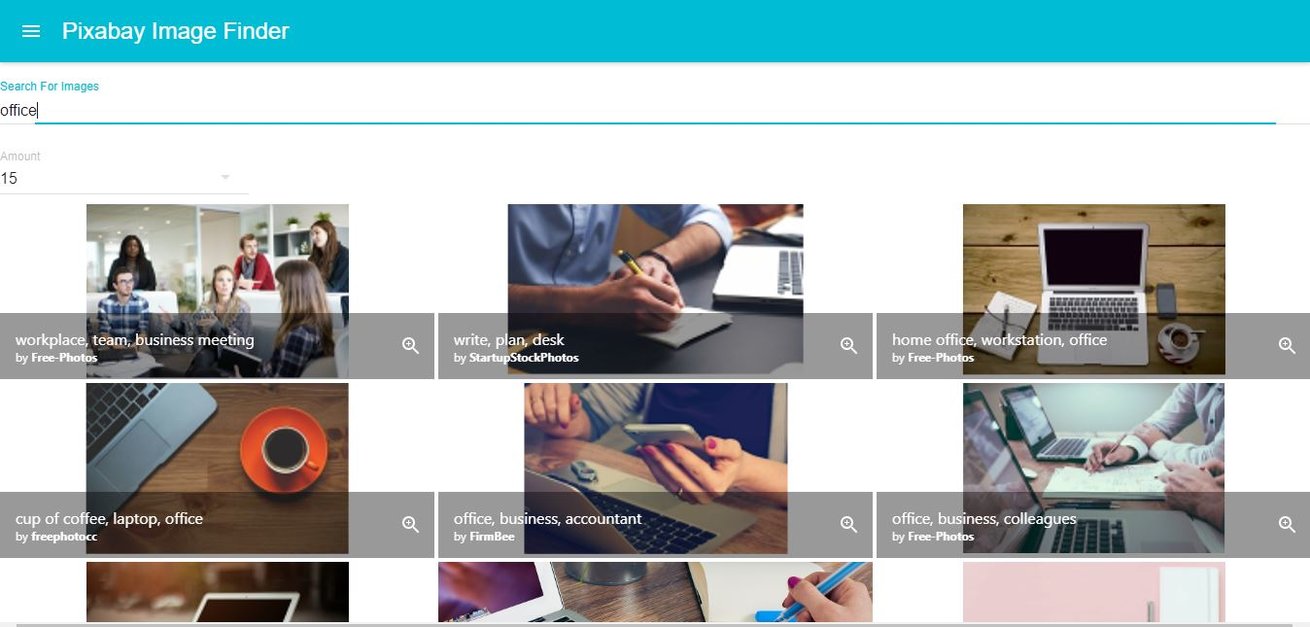 Pixabay Image Finder
Search For Images
office
Amount
15
workplace, team, business meeting
by Free-Photos
write, plan, desk
by StartupStockPhotos
home office, workstation, office
by Free-Photos
cup of coffee, laptop, office
by freephotocc
office, business, accountant
by FirmBee
office, business, colleagues
by Free-Photos